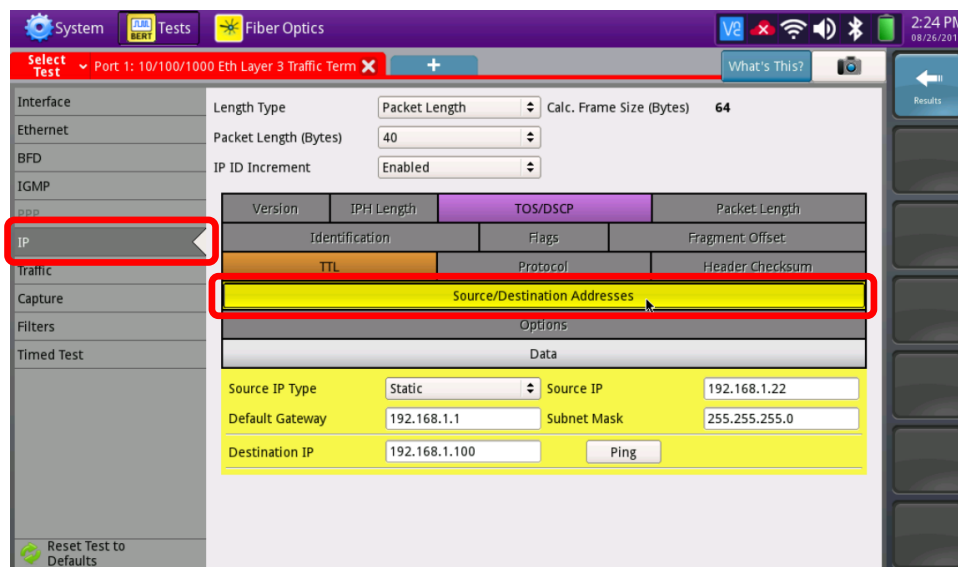 System
BERT Tests
Fiber Optics
V2
2:24 PM
08/26/201
Select Test
Port 1: 10/100/1000 Eth Layer 3 Traffic Term
+
What's This?
Results
Interface
Ethernet
BFD
IGMP
PPP
IP
Traffic
Capture
Filters
Timed Test
Reset Test to
Defaults
Length Type Packet Length Calc. Frame Size (Bytes) 64
Packet Length (Bytes) 40
IP ID Increment Enabled
Version IPH Length TOS/DSCP Packet Length
Identification Flags Fragment Offset
TTL Protocol Header Checksum
Source/Destination Addresses
Options
Data
Source IP Type Static Source IP 192.168.1.22
Default Gateway 192.168.1.1 Subnet Mask 255.255.255.0
Destination IP 192.168.1.100 Ping